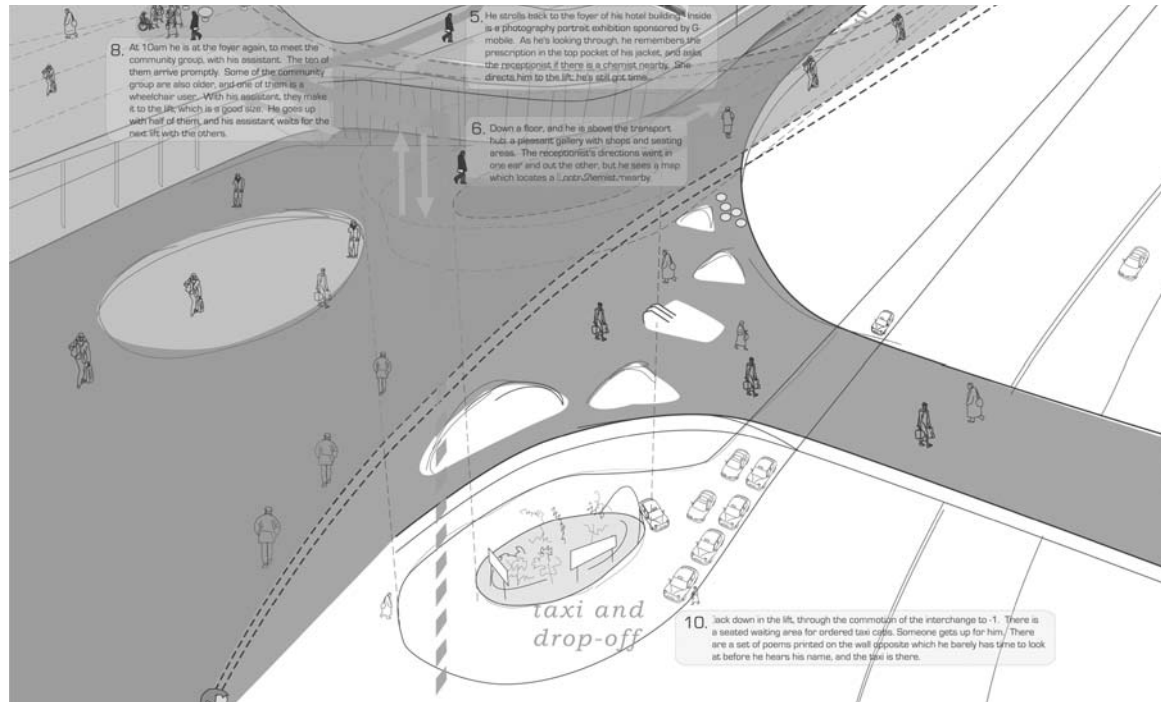 5. He strolls back to the foyer of his hotel building. Inside
is a photography portrait exhibition sponsored by G-
mobile. As he's looking through, he remembers the
prescription in the top pocket of his jacket, and asks
the receptionist if there is a chemist nearby. She
directs him to the lift, he's still got time.
8. At 10am he is at the foyer again, to meet the
community group, with his assistant. The ten of
them arrive promptly. Some of the community
group are also older, and one of them is a
wheelchair user. With his assistant, they make
it to the lift, which is a good size. He goes up
with half of them, and his assistant waits for the
next lift with the others.
6. Down a floor, and he is above the transport
hub: a pleasant gallery with shops and seating
areas. The receptionist's directions went in
one ear and out the other, but he sees a map
which locates a nearby.
taxi and
drop-off
10. Back down in the lift, through the commotion of the interchange to -1. There is
a seated waiting area for ordered taxi cabs. Someone gets up for him. There
are a set of poems printed on the wall opposite which he barely has time to look
at before he hears his name, and the taxi is there.